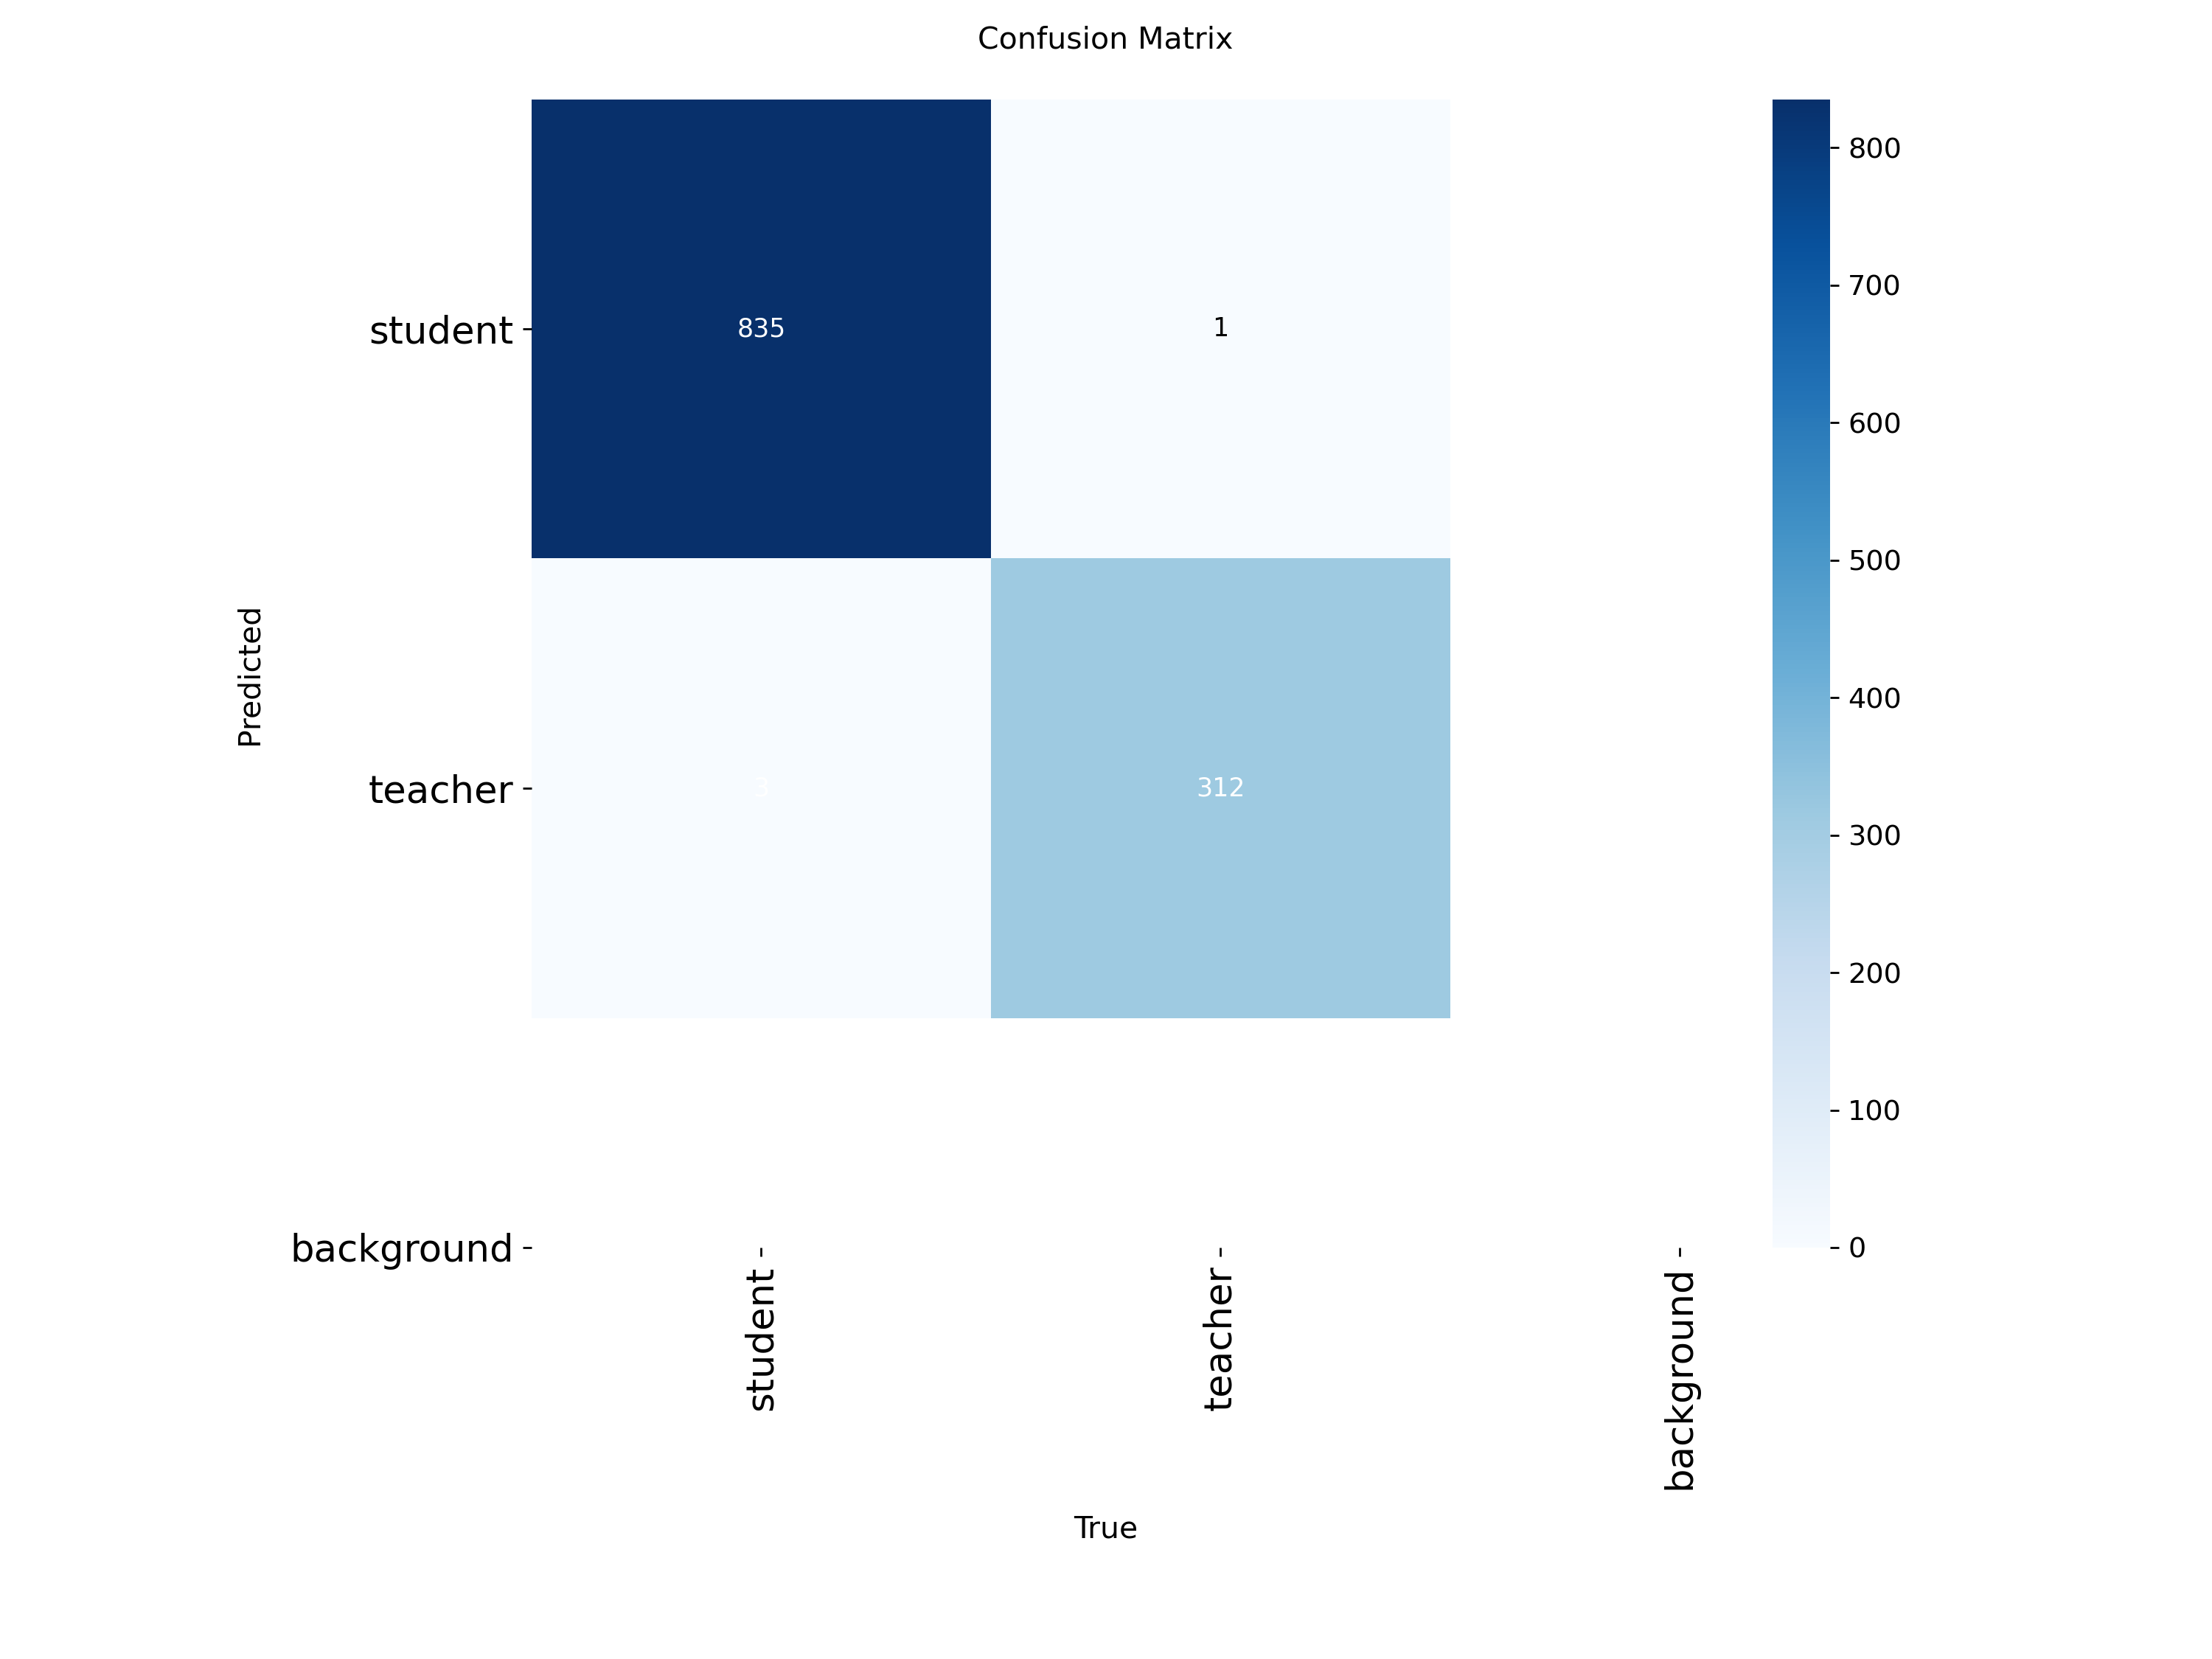 Confusion Matrix
student
835
1
teacher
3
312
background
Predicted
student
teacher
background
True
800
700
600
500
400
300
200
100
0